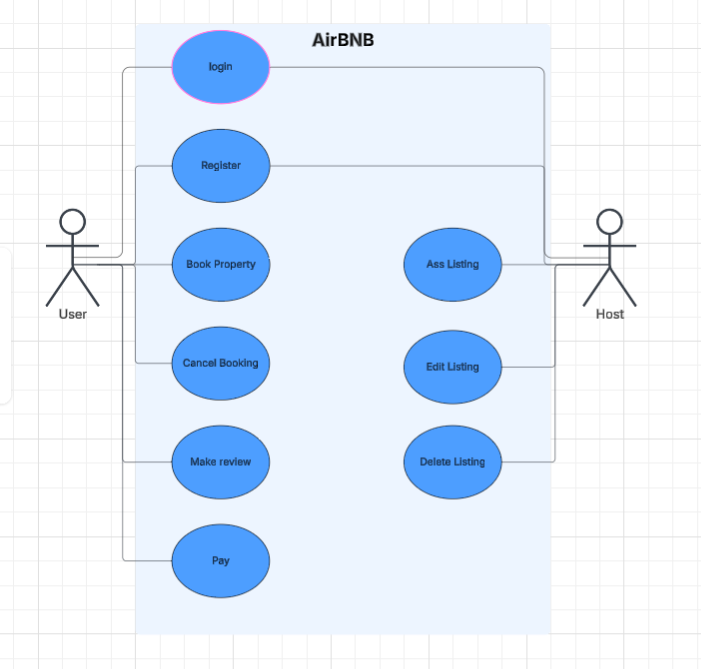 AirBNB
login
Register
Book Property
Ass Listing
User
Host
Cancel Booking
Edit Listing
Make review
Delete Listing
Pay